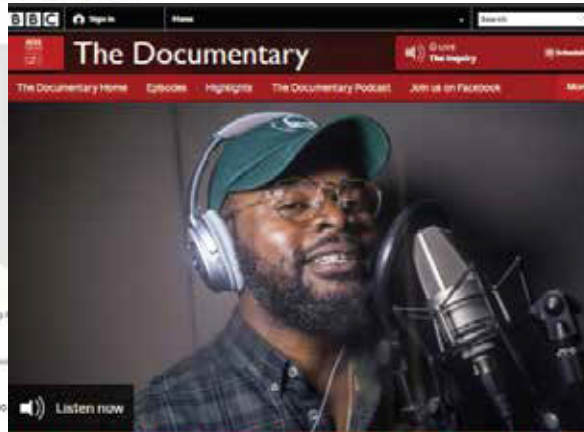 BBC Sign in Home Search
The Documentary
LIVE
The Inquiry
The Documentary Home Episodes Highlights The Documentary Podcast Join us on Facebook
Listen now